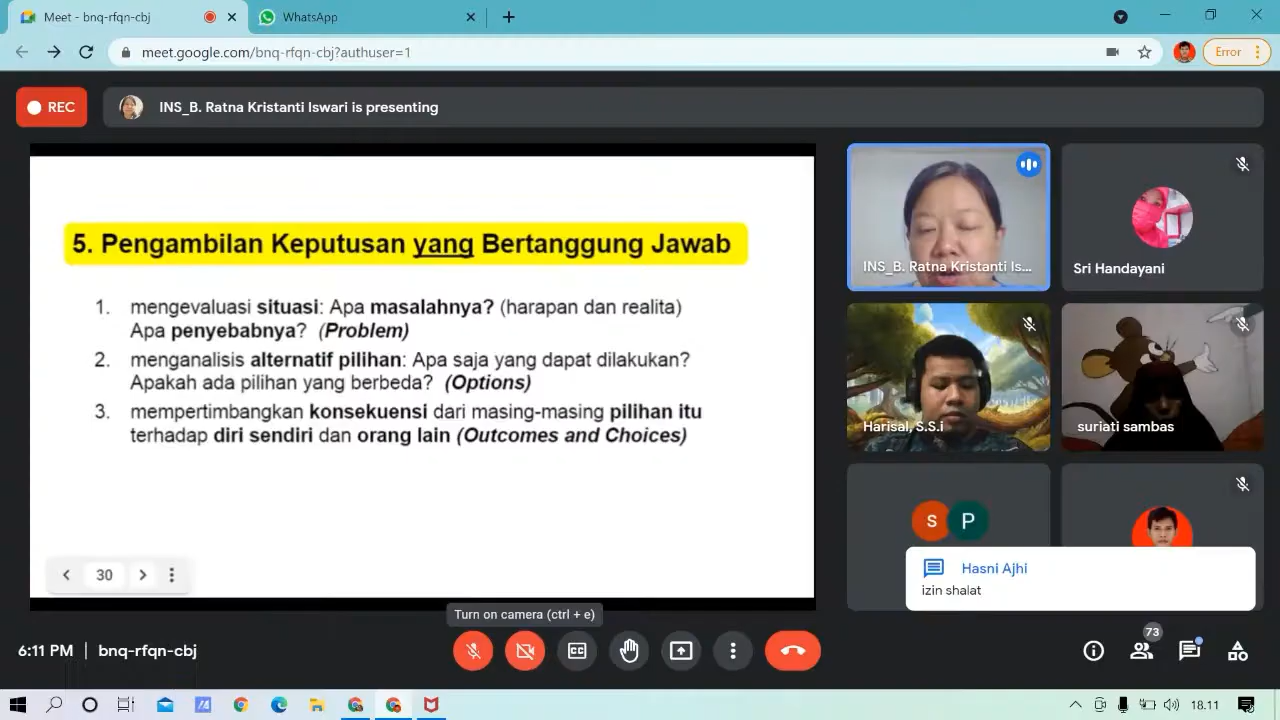 Meet - bnq-rfqn-cbj
WhatsApp
meet.google.com/bnq-rfqn-cbj?authuser=1
Error
REC
INS_B. Ratna Kristanti Iswari is presenting
5. Pengambilan Keputusan yang Bertanggung Jawab
1. mengevaluasi situasi: Apa masalahnya? (harapan dan realita)
Apa penyebabnya? (Problem)
2. menganalisis alternatif pilihan: Apa saja yang dapat dilakukan?
Apakah ada pilihan yang berbeda? (Options)
3. mempertimbangkan konsekuensi dari masing-masing pilihan itu
terhadap diri sendiri dan orang lain (Outcomes and Choices)
30
INS_B. Ratna Kristanti Is...
Sri Handayani
Harisal, S.S.i
suriati sambas
S P
Hasni Ajhi
izin shalat
Turn on camera (ctrl + e)
6:11 PM | bnq-rfqn-cbj
CC
73
18.11